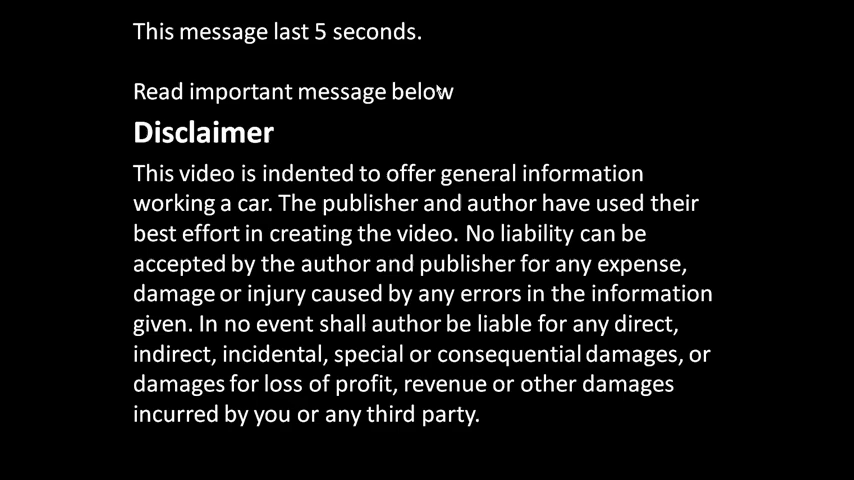 This message last 5 seconds.
Read important message below
Disclaimer
This video is indented to offer general information
working a car. The publisher and author have used their
best effort in creating the video. No liability can be
accepted by the author and publisher for any expense,
damage or injury caused by any errors in the information
given. In no event shall author be liable for any direct,
indirect, incidental, special or consequential damages, or
damages for loss of profit, revenue or other damages
incurred by you or any third party.